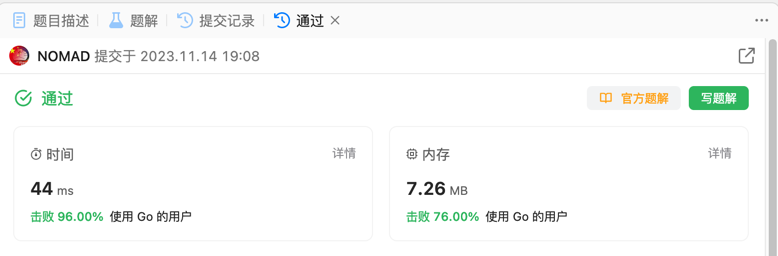 题目描述 题解 提交记录 通过
NOMAD 提交于 2023.11.14 19:08
通过 官方题解 写题解
时间 详情 内存 详情
44 ms 7.26 MB
击败 96.00% 使用 Go 的用户 击败 76.00% 使用 Go 的用户